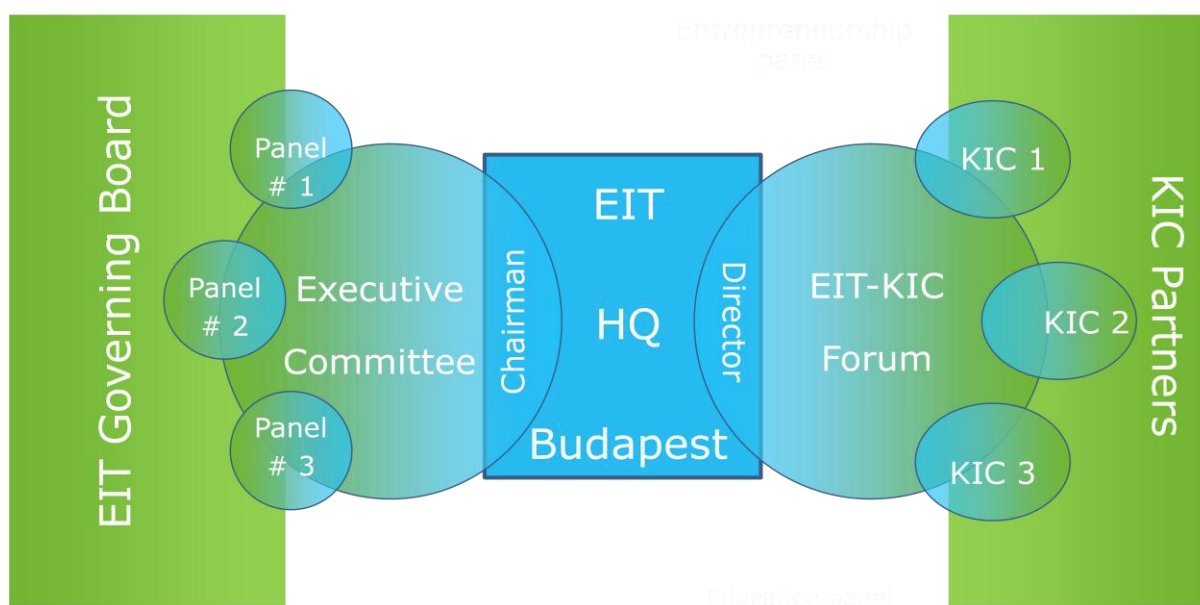 Entrepreneurship
panel
EIT Governing Board
Panel
# 1
Panel
# 2
Panel
# 3
Executive
Committee
Chairman
EIT
HQ
Budapest
Director
EIT-KIC
Forum
KIC 1
KIC 2
KIC 3
KIC Partners
Education panel